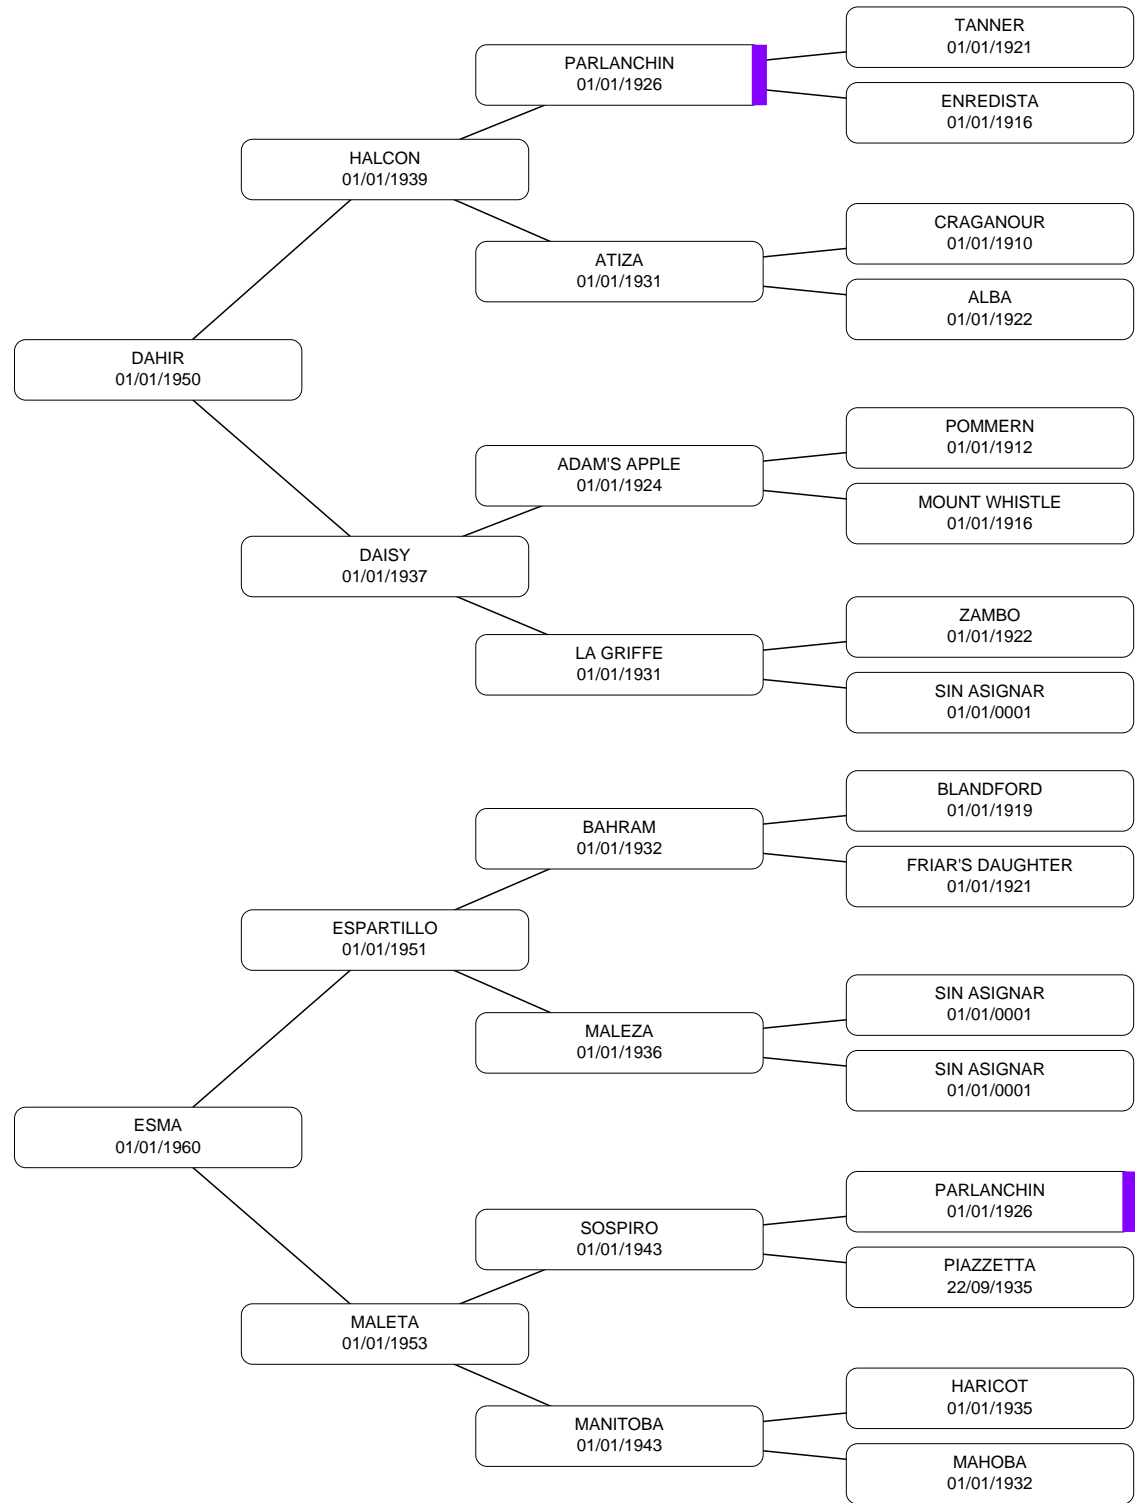 TANNER
01/01/1921
PARLANCHIN
01/01/1926
ENREDISTA
01/01/1916
HALCON
01/01/1939
CRAGANOUR
01/01/1910
ATIZA
01/01/1931
ALBA
01/01/1922
DAHIR
01/01/1950
POMMERN
01/01/1912
ADAM'S APPLE
01/01/1924
MOUNT WHISTLE
01/01/1916
DAISY
01/01/1937
ZAMBO
01/01/1922
LA GRIFFE
01/01/1931
SIN ASIGNAR
01/01/0001
BLANDFORD
01/01/1919
BAHRAM
01/01/1932
FRIAR'S DAUGHTER
01/01/1921
ESPARTILLO
01/01/1951
SIN ASIGNAR
01/01/0001
MALEZA
01/01/1936
SIN ASIGNAR
01/01/0001
ESMA
01/01/1960
PARLANCHIN
01/01/1926
SOSPIRO
01/01/1943
PIAZZETTA
22/09/1935
MALETA
01/01/1953
HARICOT
01/01/1935
MANITOBA
01/01/1943
MAHOBA
01/01/1932